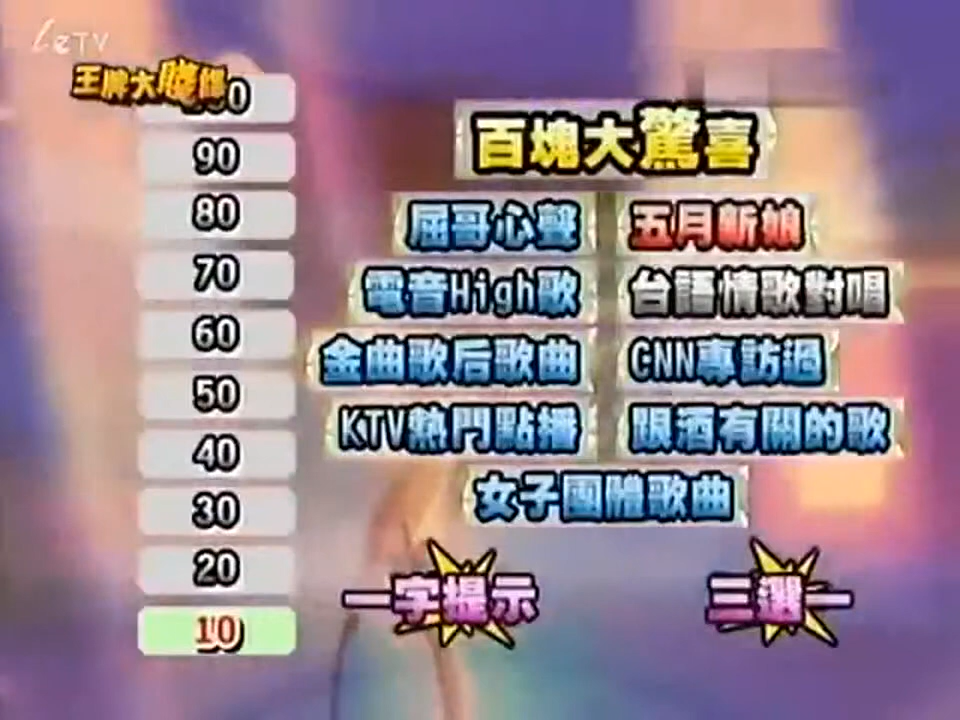 LeTV
王牌大賤諜
百塊大驚喜
90
80
屈哥心聲 五月新娘
70
電音High歌 台語情歌對唱
60
金曲歌后歌曲 CNN專訪過
50
KTV熱門點播 跟酒有關的歌
40
女子團體歌曲
30
20
一字提示 三選一
10